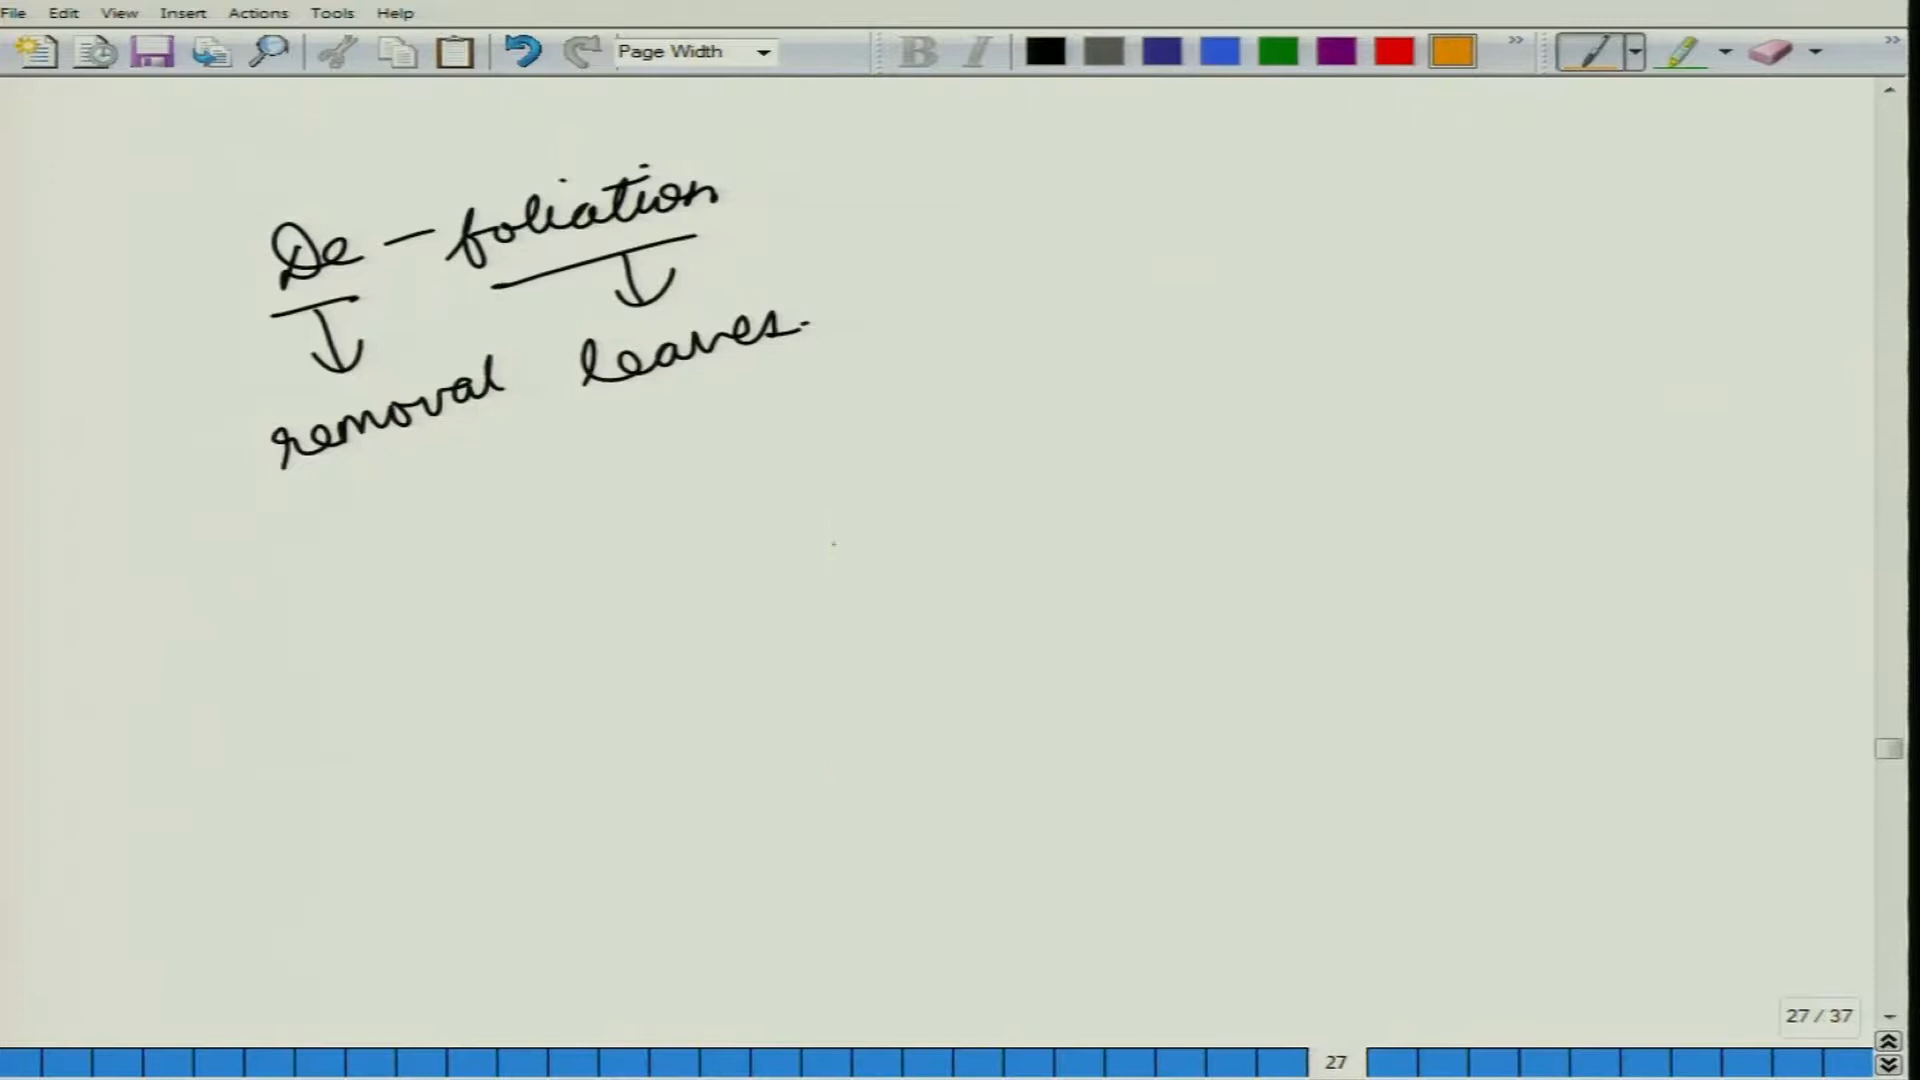 File Edit View Insert Actions Tools Help
Page Width
B I
De - foliation
removal leaves.
27 / 37
27